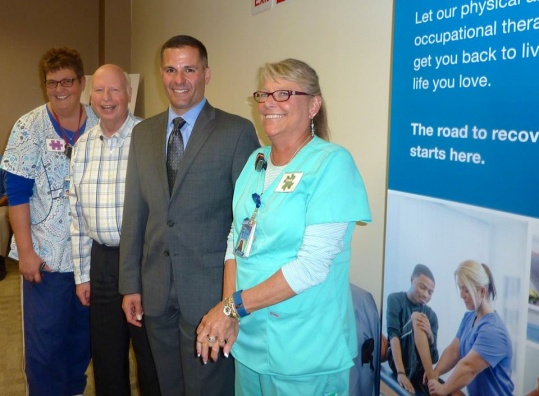 Exit
Let our physical a
occupational thera
get you back to liv
life you love.
The road to recov
starts here.